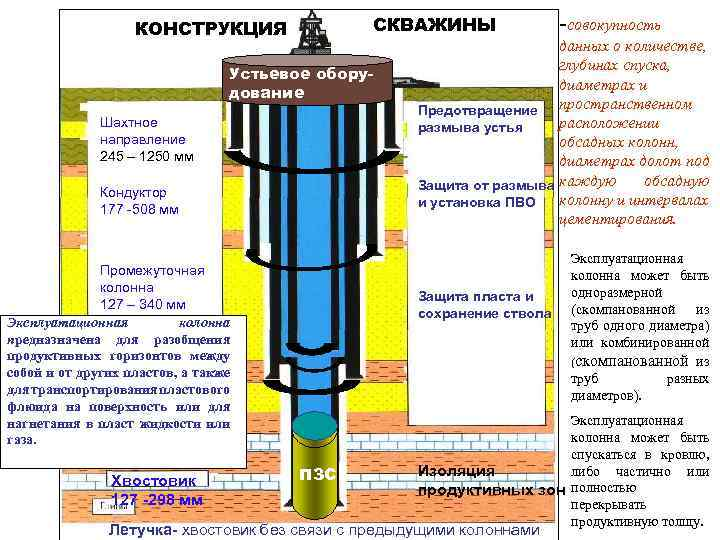 КОНСТРУКЦИЯ СКВАЖИНЫ
-совокупность
данных о количестве,
глубинах спуска,
диаметрах и
пространственном
расположении
обсадных колонн,
диаметрах долот под
каждую обсадную
колонну и интервалах
цементирования.
Устьевое обору-
дование
Шахтное
направление
245 – 1250 мм
Предотвращение
размыва устья
Кондуктор
177 -508 мм
Защита от размыва
и установка ПВО
Промежуточная
колонна
127 – 340 мм
Защита пласта и
сохранение ствола
Эксплуатационная
колонна может быть
одноразмерной
(скомпанованной из
труб одного диаметра)
или комбинированной
(скомпанованной из
труб разных
диаметров).
Эксплуатационная колонна
предназначена для разобщения
продуктивных горизонтов между
собой и от других пластов, а также
для транспортирования пластового
флюида на поверхность или для
нагнетания в пласт жидкости или
газа.
Эксплуатационная
колонна может быть
спускаться в кровлю,
либо частично или
полностью
перекрывать
продуктивную толщу.
Хвостовик
127 -298 мм
Глины
ПЗС
Изоляция
продуктивных зон
Летучка- хвостовик без связи с предыдущими колоннами